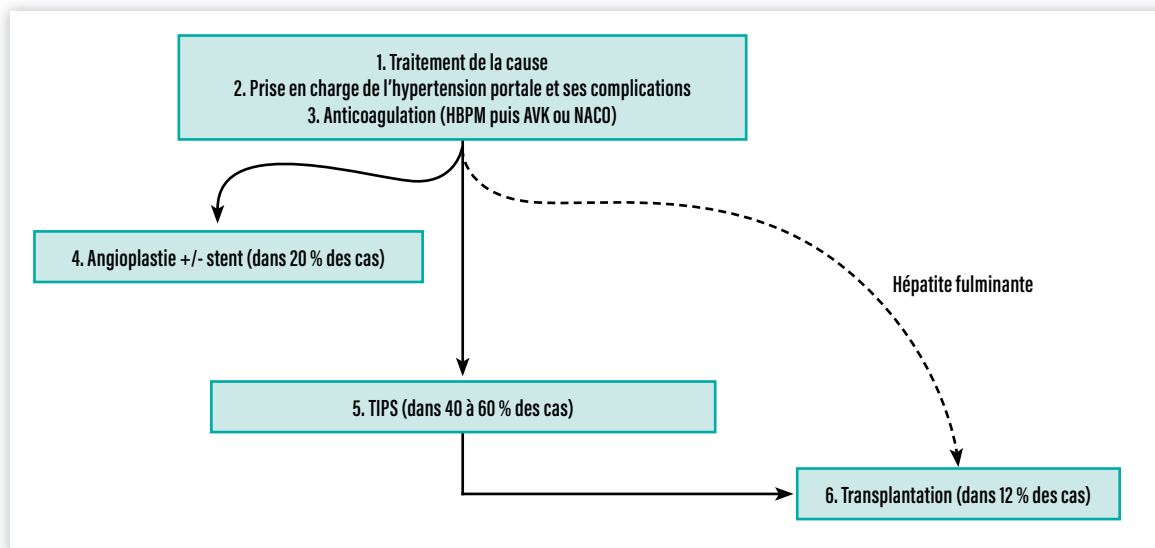 1. Traitement de la cause
2. Prise en charge de l'hypertension portale et ses complications
3. Anticoagulation (HBPM puis AVK ou NACO)
4. Angioplastie +/- stent (dans 20 % des cas)
Hépatite fulminante
5. TIPS (dans 40 à 60 % des cas)
6. Transplantation (dans 12 % des cas)